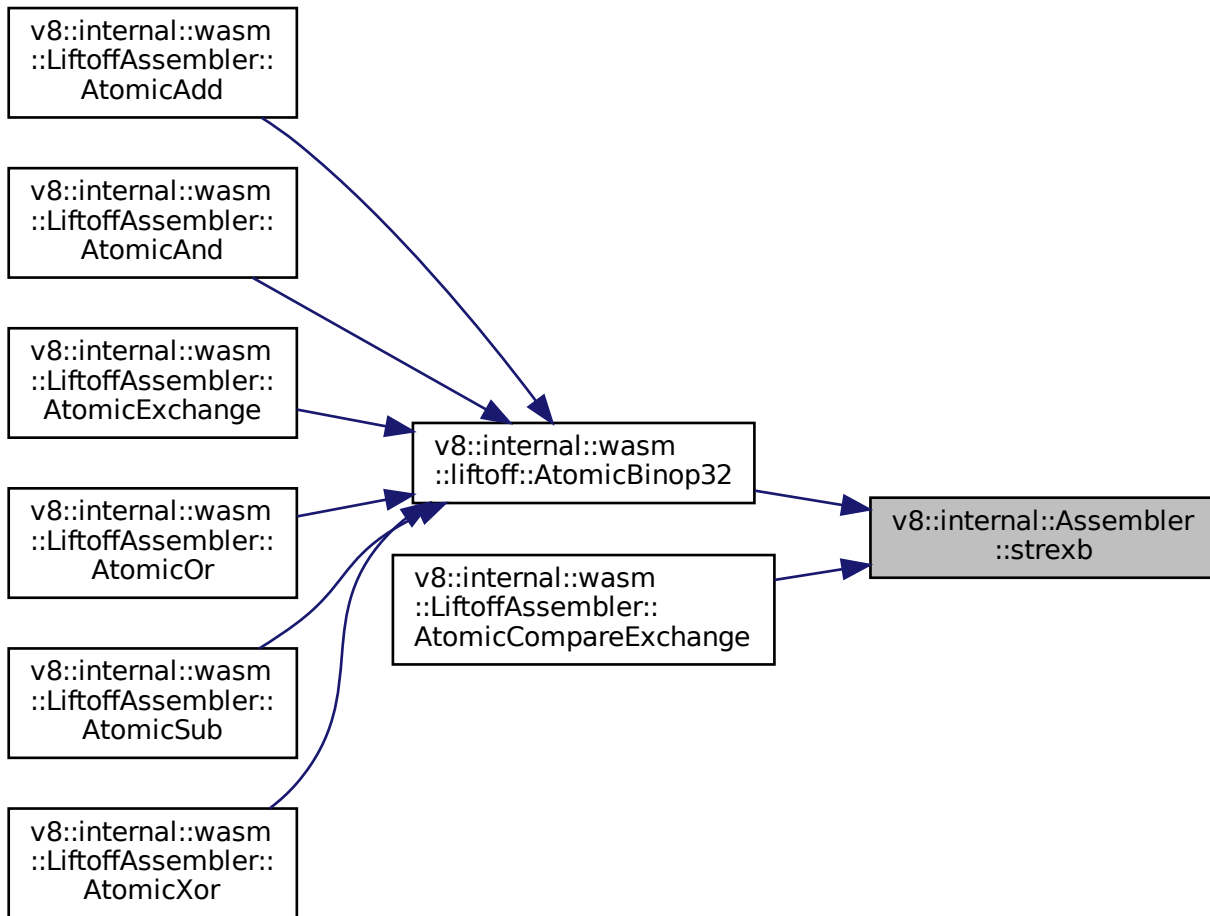 v8::internal::wasm
::LiftoffAssembler::
AtomicAdd
v8::internal::wasm
::LiftoffAssembler::
AtomicAnd
v8::internal::wasm
::LiftoffAssembler::
AtomicExchange
v8::internal::wasm
::LiftoffAssembler::
AtomicOr
v8::internal::wasm
::LiftoffAssembler::
AtomicSub
v8::internal::wasm
::LiftoffAssembler::
AtomicXor
v8::internal::wasm
::liftoff::AtomicBinop32
v8::internal::wasm
::LiftoffAssembler::
AtomicCompareExchange
v8::internal::Assembler
::strexb